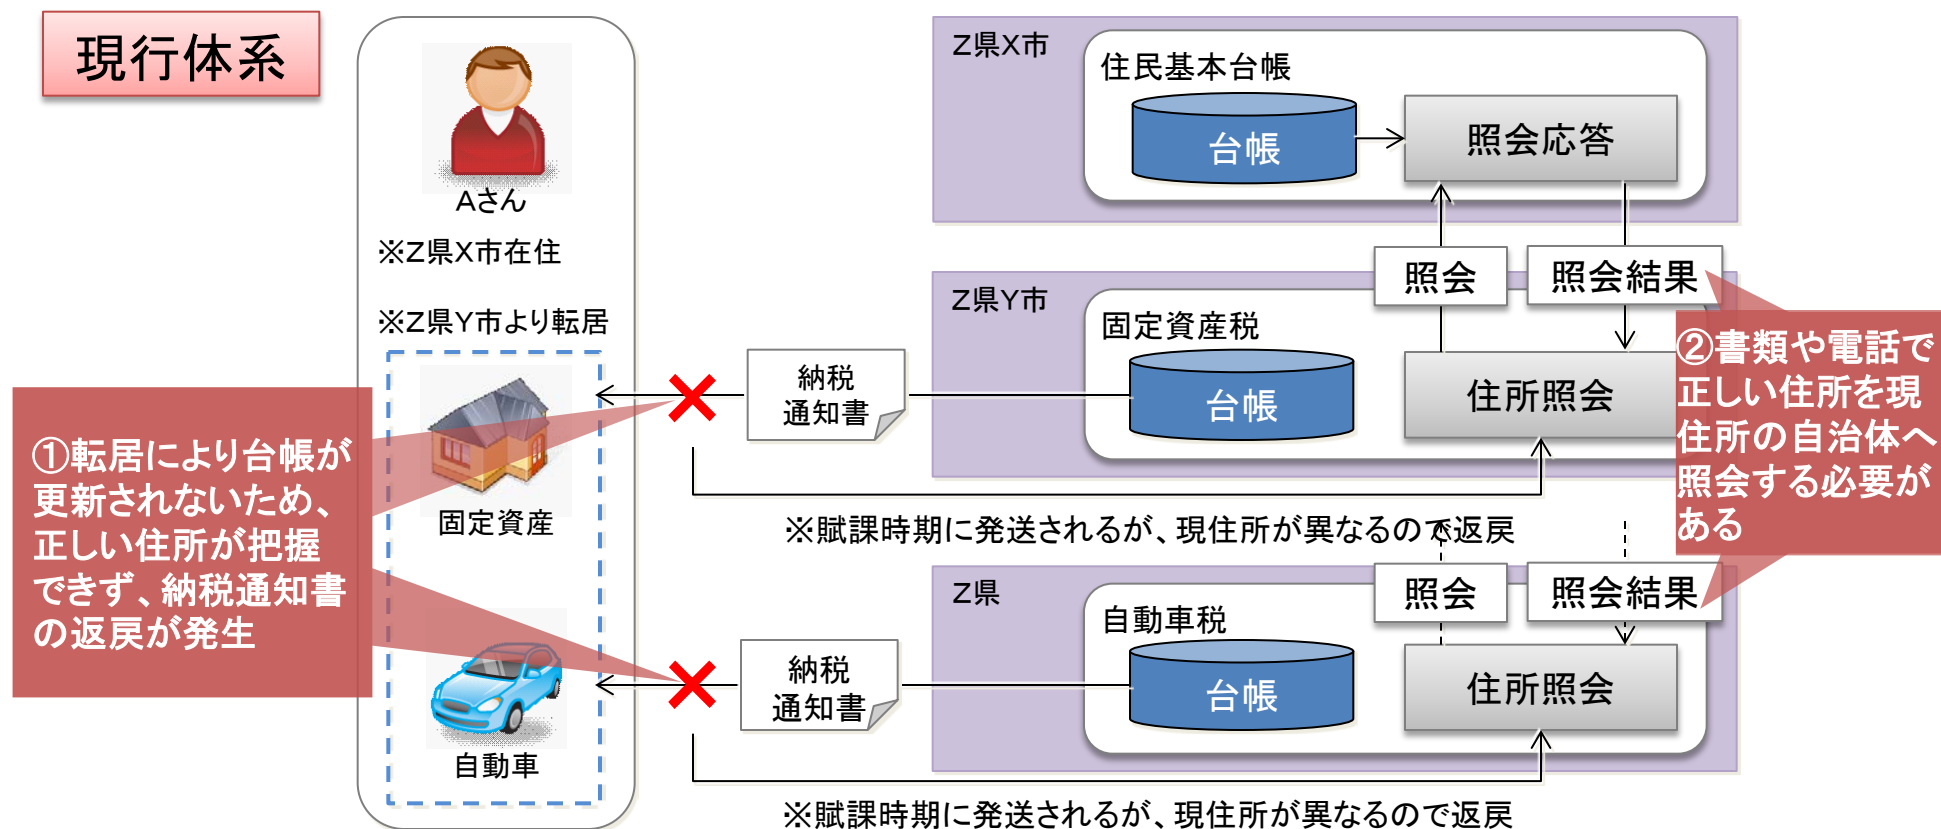 現行体系
Aさん
※Z県X市在住
※Z県Y市より転居
固定資産
自動車
①転居により台帳が
更新されないため、
正しい住所が把握
できず、納税通知書
の返戻が発生
Z県X市
住民基本台帳
台帳
照会応答
照会
照会結果
Z県Y市
固定資産税
台帳
住所照会
納税
通知書
※賦課時期に発送されるが、現住所が異なるので返戻
②書類や電話で
正しい住所を現
住所の自治体へ
照会する必要が
ある
Z県
自動車税
台帳
照会
照会結果
住所照会
納税
通知書
※賦課時期に発送されるが、現住所が異なるので返戻